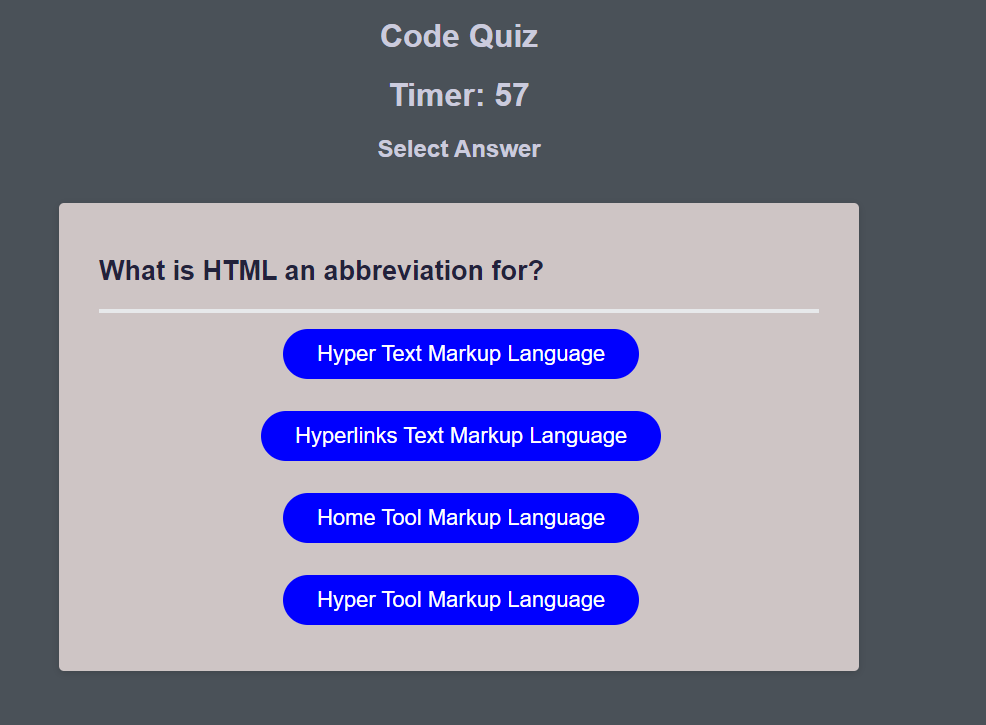 Code Quiz
Timer: 57
Select Answer
What is HTML an abbreviation for?
Hyper Text Markup Language
Hyperlinks Text Markup Language
Home Tool Markup Language
Hyper Tool Markup Language